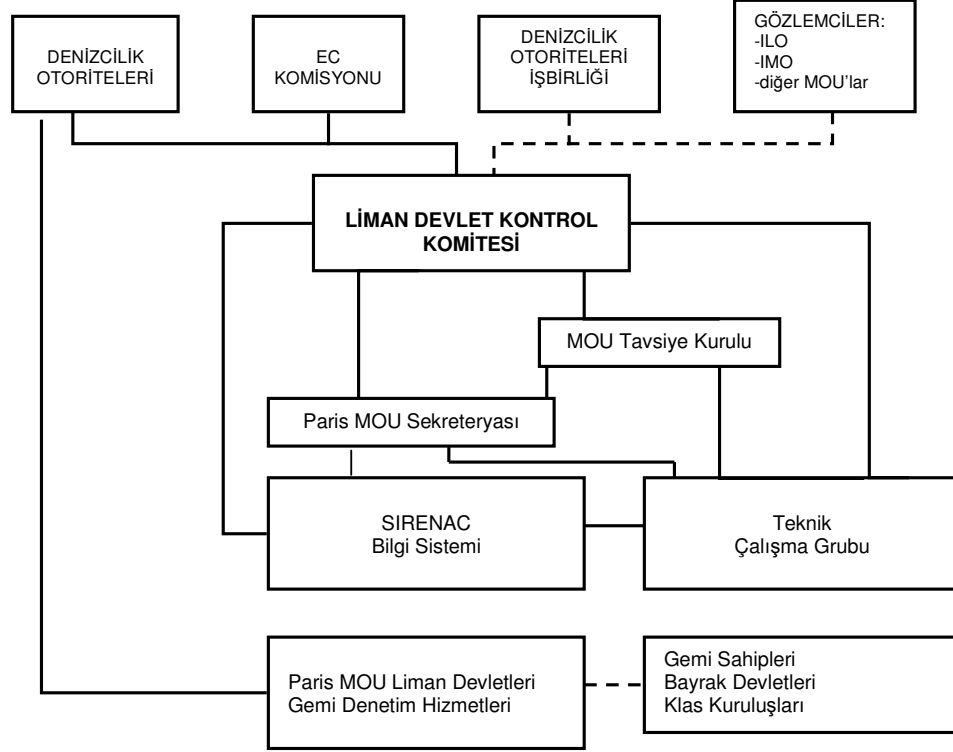 DENİZCİLİK
OTORİTELERİ
EC
KOMİSYONU
DENİZCİLİK
OTORİTELERİ
İŞBİRLİĞİ
GÖZLEMCİLER:
-ILO
-IMO
-diğer MOU’lar
LİMAN DEVLET KONTROL
KOMİTESİ
MOU Tavsiye Kurulu
Paris MOU Sekreteryası
SIRENAC
Bilgi Sistemi
Teknik
Çalışma Grubu
Paris MOU Liman Devletleri
Gemi Denetim Hizmetleri
Gemi Sahipleri
Bayrak Devletleri
Klas Kuruluşları